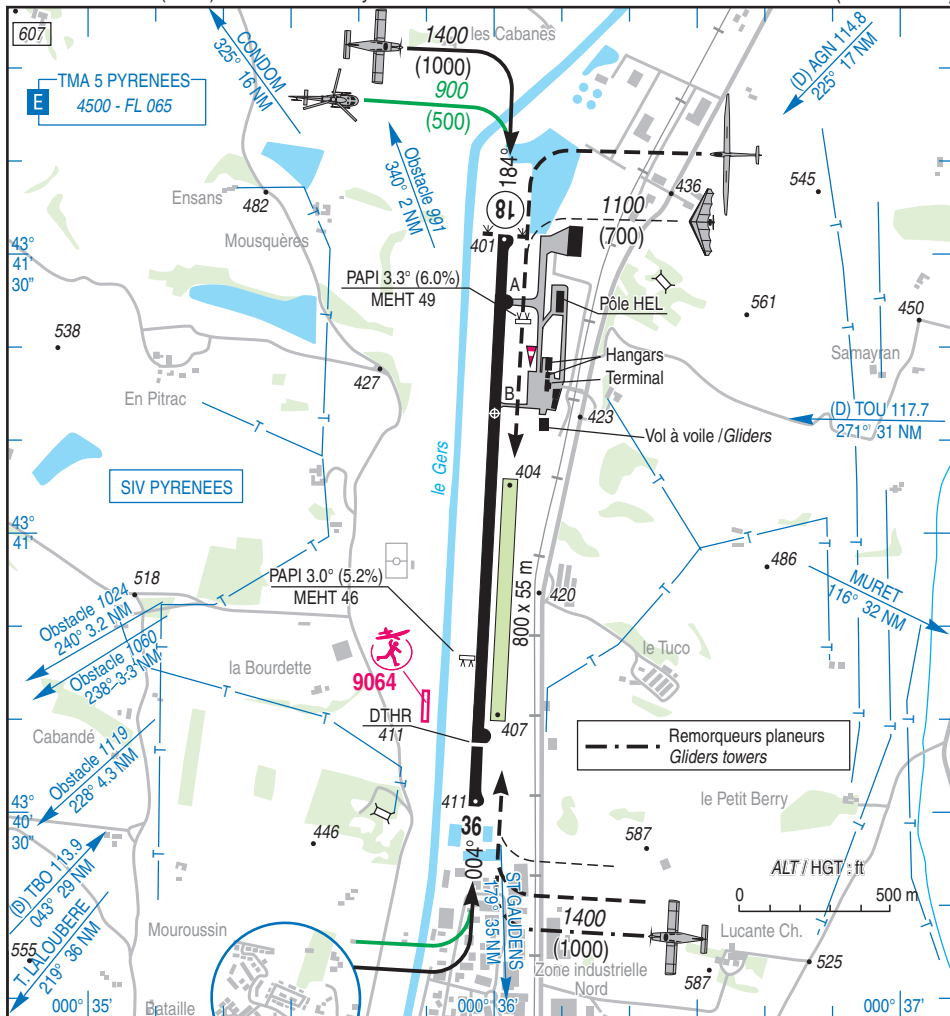 607
TMA 5 PYRENEES
E
4500 - FL 065
CONDOM
325° 16 NM
1400
(1000)
900
(500)
les Cabanes
(D) AGN 114.8
225° 17 NM
Obstacle 991
340° 2 NM
184°
18
436
545
Ensans
482
Mousquères
1100
(700)
401
43°
41'
30"
PAPI 3.3° (6.0%)
MEHT 49
A
Pôle HEL
561
450
538
Hangars
Samayran
Terminal
427
En Pitrac
B
423
(D) TOU 117.7
271° 31 NM
Vol à voile /Gliders
le Gers
404
SIV PYRENEES
43°
41'
486
518
PAPI 3.0° (5.2%)
MEHT 46
800 x 55 m
420
MURET
116° 32 NM
Obstacle 1024
240° 3.2 NM
Obstacle 1060
238° 3.3 NM
la Bourdette
le Tuco
9064
DTHR
411
407
Cabandé
Remorqueurs planeurs
Gliders towers
Obstacle 1119
228° 4.3 NM
le Petit Berry
43°
40'
30"
411
36
004°
446
587
ALT / HGT : ft
0
500 m
(D) TBO 113.9
043° 29 NM
T. LALOUBERE
219° 36 NM
ST GAUDENS
179° 35 NM
1400
(1000)
Mouroussin
Lucante Ch.
555
Zone industrielle
Nord
587
525
Bataille
000° 35'
000° 36'
000° 37'